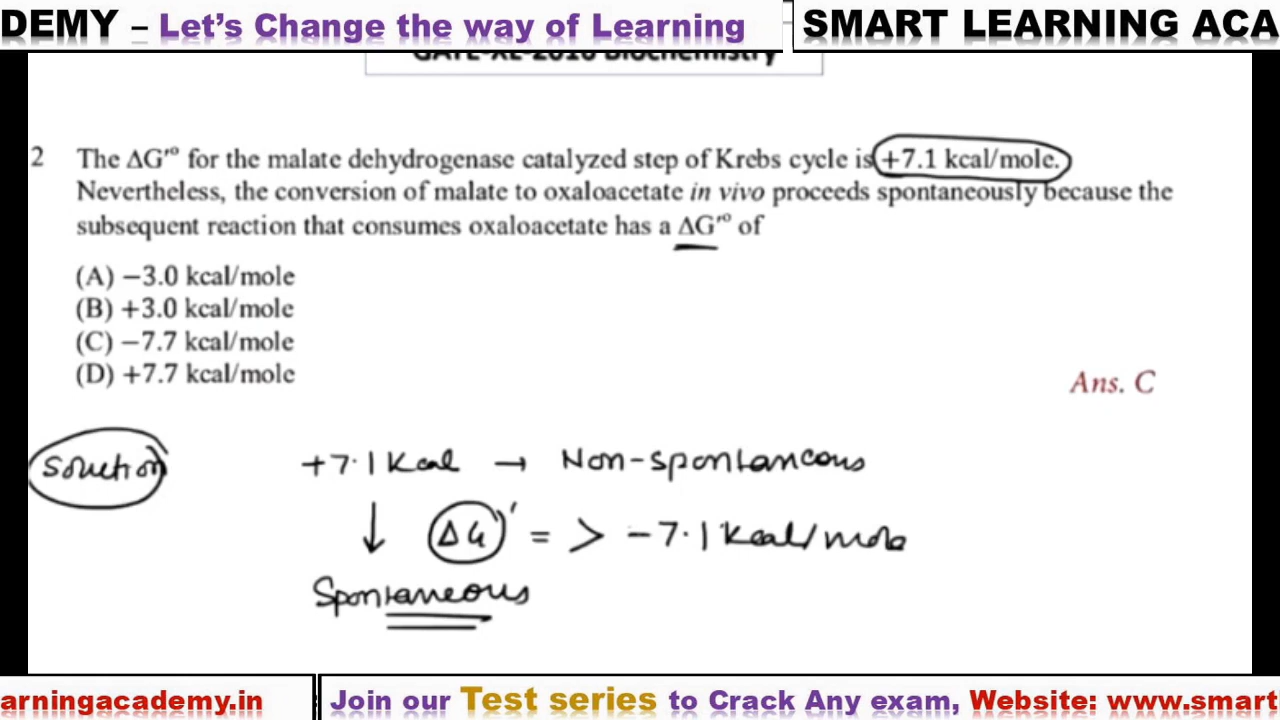 DEMY – Let's Change the way of Learning
SMART LEARNING ACA
GATE-XL-2016 Biochemistry
2 The ΔG'° for the malate dehydrogenase catalyzed step of Krebs cycle is +7.1 kcal/mole.
Nevertheless, the conversion of malate to oxaloacetate in vivo proceeds spontaneously because the
subsequent reaction that consumes oxaloacetate has a ΔG'° of
(A) −3.0 kcal/mole
(B) +3.0 kcal/mole
(C) −7.7 kcal/mole
(D) +7.7 kcal/mole
Ans. C
Solution
+7.1 Kcal → Non-spontaneous
↓ ΔG' = > −7.1 Kcal/mole
Spontaneous
arningacademy.in
Join our Test series to Crack Any exam, Website: www.smart